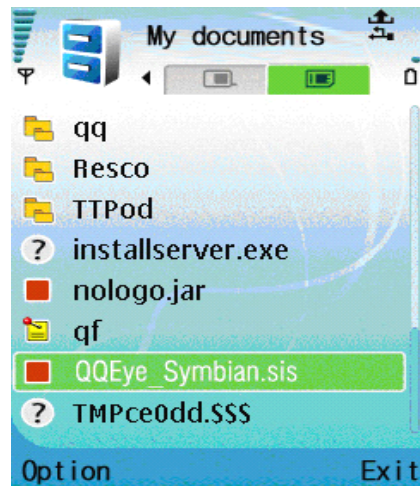 My documents
qq
Resco
TTPod
installserver.exe
nologo.jar
qf
QQEye_Symbian.sis
TMPce0dd.$$$
Option Exit